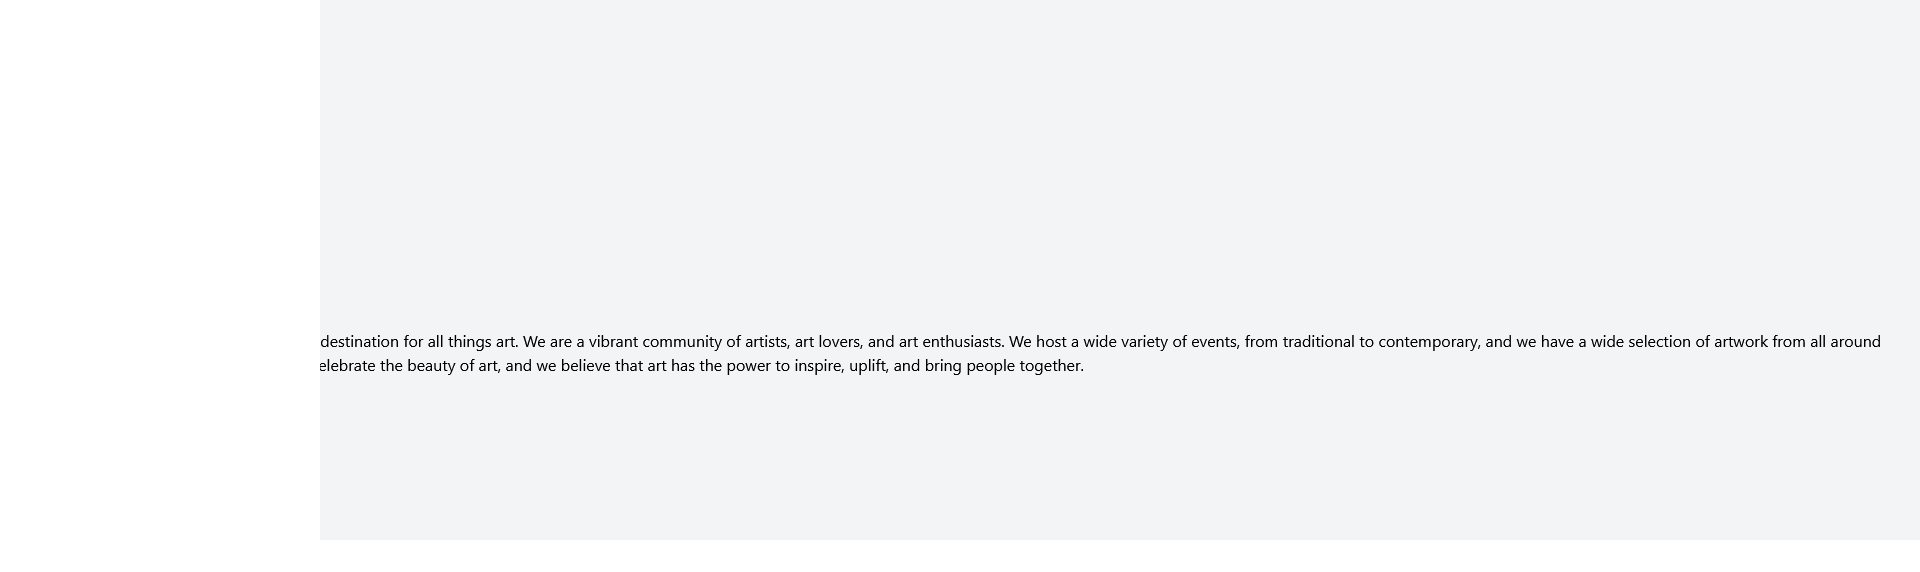 destination for all things art. We are a vibrant community of artists, art lovers, and art enthusiasts. We host a wide variety of events, from traditional to contemporary, and we have a wide selection of artwork from all around
elebrate the beauty of art, and we believe that art has the power to inspire, uplift, and bring people together.